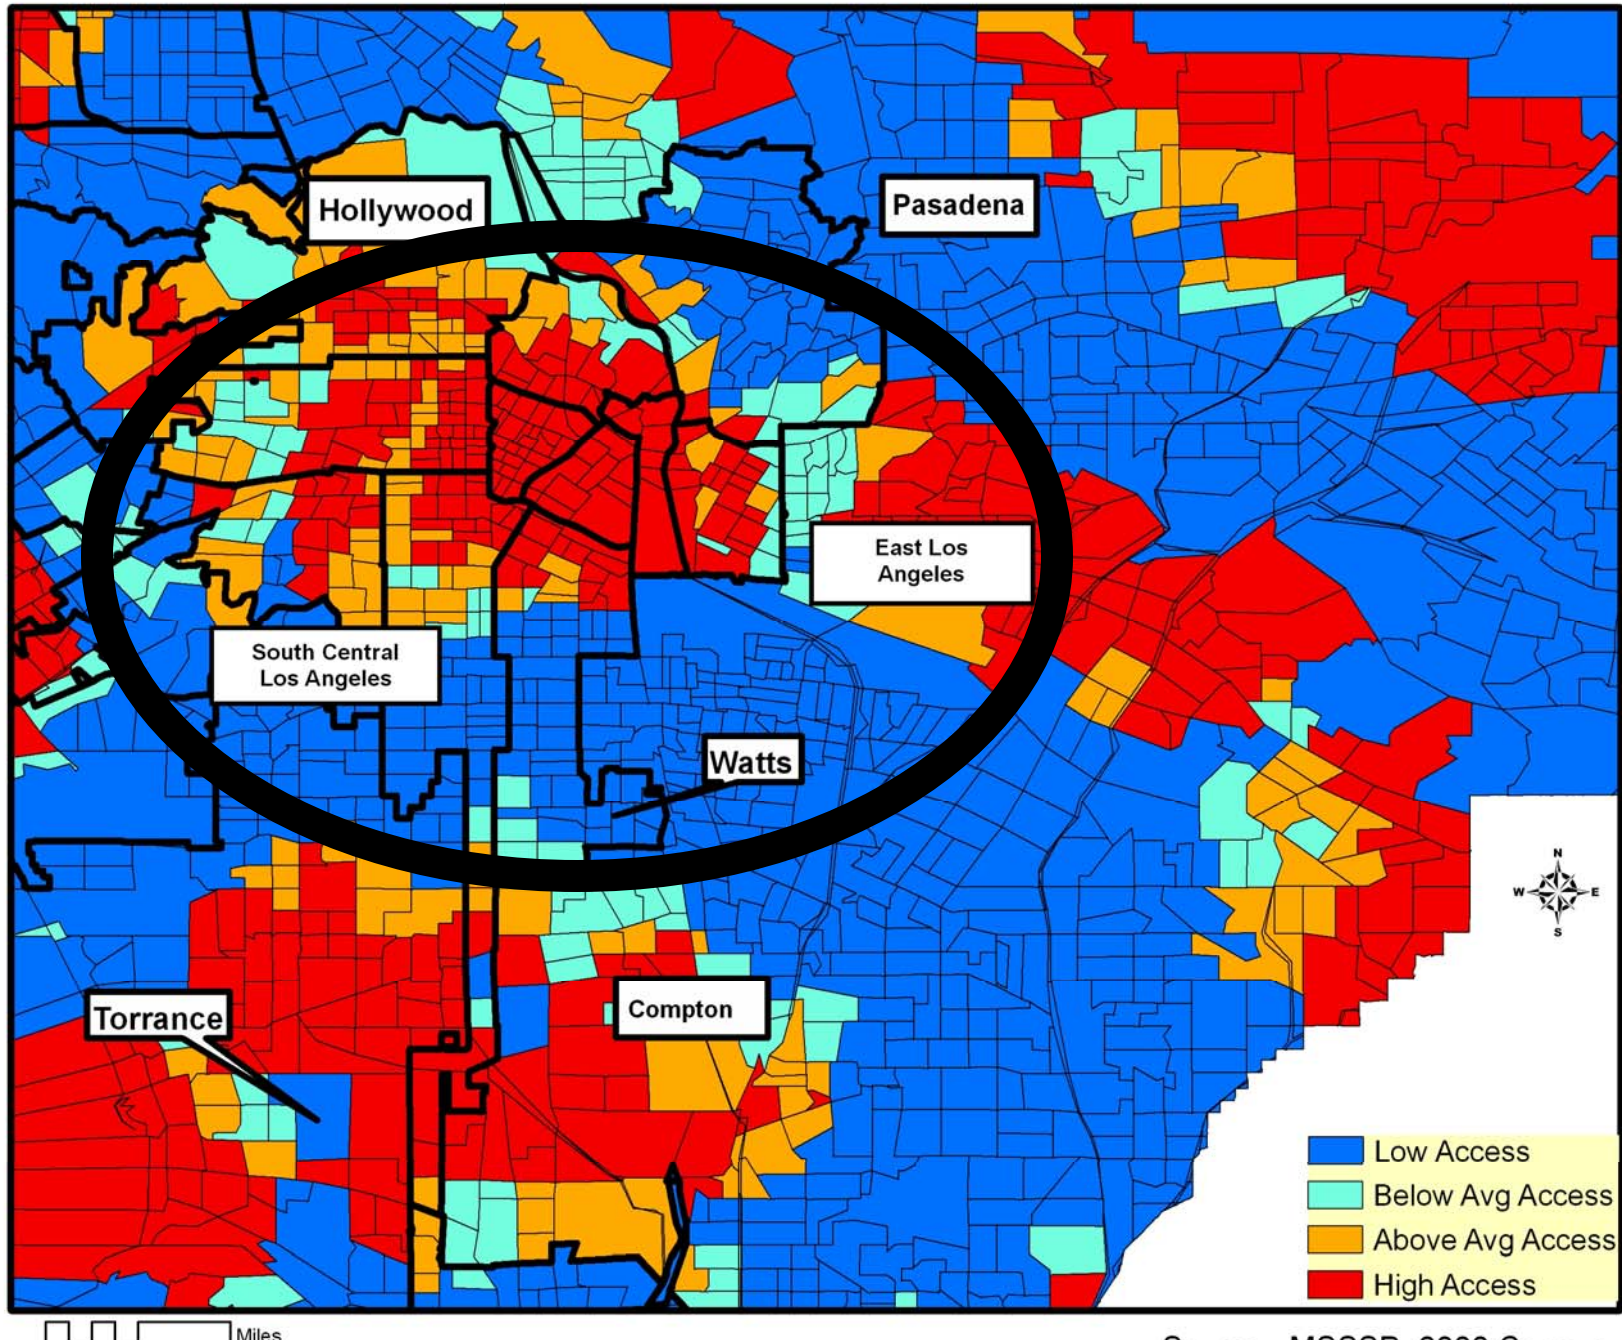 Hollywood
Pasadena
East Los
Angeles
South Central
Los Angeles
Watts
N
W
E
S
Compton
Torrance
Low Access
Below Avg Access
Above Avg Access
High Access
Miles